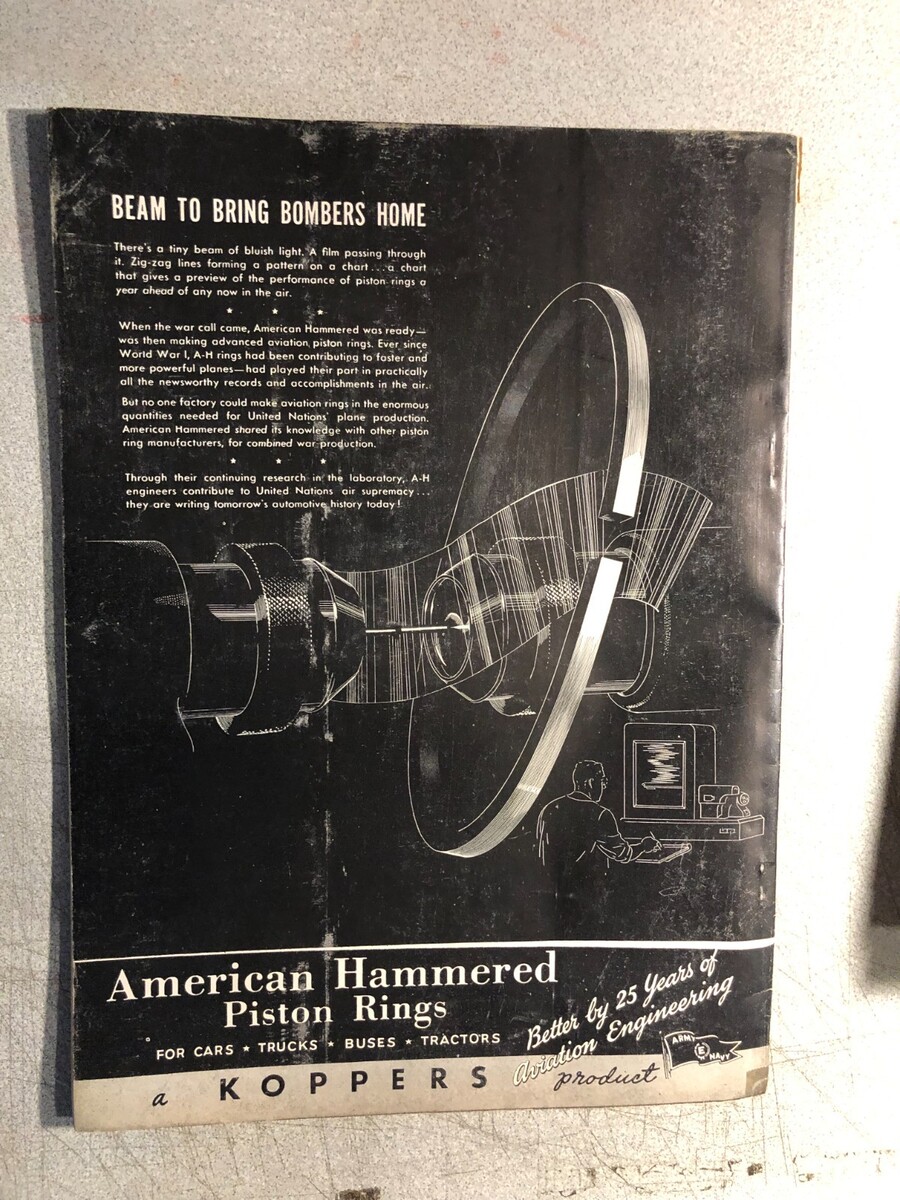 BEAM TO BRING BOMBERS HOME
There's a tiny beam of bluish light. A film passing through
it. Zig-zag lines forming a pattern on a chart...a chart
that gives a preview of the performance of piston rings a
year ahead of any now in the air.
★ ★ ★
When the war call came, American Hammered was ready—
was then making advanced aviation piston rings. Ever since
World War I, A-H rings had been contributing to faster and
more powerful planes—had played their part in practically
all the newsworthy records and accomplishments in the air.
But no one factory could make aviation rings in the enormous
quantities needed for United Nations' plane production.
American Hammered shared its knowledge with other piston
ring manufacturers, for combined war production.
★ ★ ★
Through their continuing research in the laboratory, A-H
engineers contribute to United Nations air supremacy...
they are writing tomorrow's automotive history today!
American Hammered
Piston Rings
FOR CARS ★ TRUCKS ★ BUSES ★ TRACTORS
Better by 25 Years of
Aviation Engineering
a KOPPERS product
ARMY E NAVY